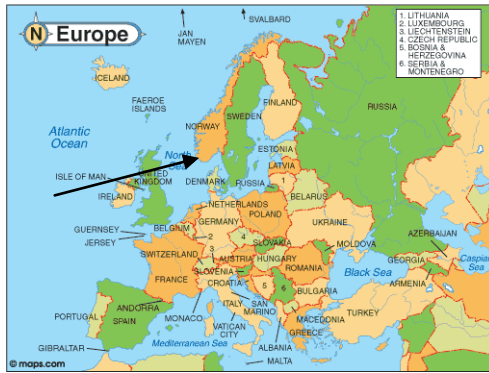 N Europe
SVALBARD
JAN
MAYEN
1. LITHUANIA
2. LUXEMBOURG
3. LIECHTENSTEIN
4. CZECH REPUBLIC
5. BOSNIA &
HERZEGOVINA
6. SERBIA &
MONTENEGRO
ICELAND
FAEROE
ISLANDS
FINLAND
RUSSIA
SWEDEN
NORWAY
Atlantic
Ocean
North
Sea
ESTONIA
LATVIA
1
ISLE OF MAN
UNITED
KINGDOM
DENMARK
RUSSIA
IRELAND
BELARUS
NETHERLANDS
POLAND
GUERNSEY
JERSEY
BELGIUM
GERMANY
UKRAINE
2
4
3
SLOVAKIA
MOLDOVA
AZERBAIJAN
SWITZERLAND
AUSTRIA
HUNGARY
GEORGIA
Caspian
Sea
SLOVENIA
ROMANIA
Black Sea
ARMENIA
FRANCE
CROATIA
5
6
BULGARIA
ANDORRA
ITALY
SAN
MARINO
MACEDONIA
TURKEY
PORTUGAL
SPAIN
MONACO
VATICAN
CITY
GREECE
GIBRALTAR
Mediterranean Sea
ALBANIA
MALTA
© maps.com